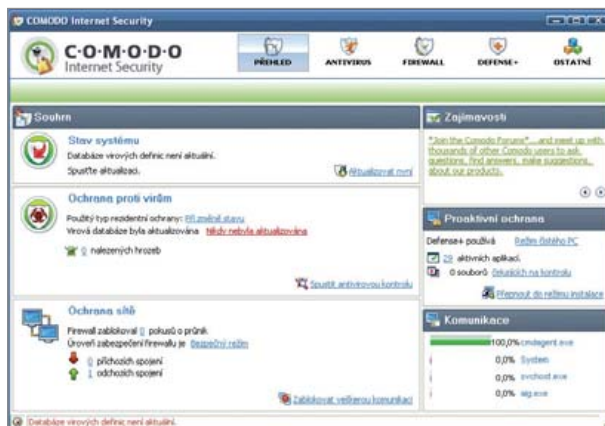 COMODO Internet Security
C·O·M·O·D·O
Internet Security
PŘEHLED
ANTIVIRUS
FIREWALL
DEFENSE+
OSTATNÍ
Souhrn
Stav systému
Databáze virových definic není aktuální.
Spusťte aktualizaci.
Aktualizovat nyní
Ochrana proti virům
Použitý typ rezidentní ochrany: Při změně stavu
Virová databáze byla aktualizována Nikdy nebyla aktualizována
0 nalezených hrozeb
Spustit antivirovou kontrolu
Ochrana sítě
Firewall zablokoval 0 pokusů o průnik.
Úroveň zabezpečení firewallu je Bezpečný režim
0 příchozích spojení
1 odchozích spojení
Zablokovat veškerou komunikaci
Zajímavosti
"Join the Comodo Forums"...and meet up with
thousands of other Comodo users to ask
questions, find answers, make suggestions,
about our products.
Proaktivní ochrana
Defense+ používá Režim čistého PC
29 aktivních aplikací.
0 souborů čekajících na kontrolu
Přepnout do režimu instalace
Komunikace
100,0% cmdagent.exe
0,0% System
0,0% svchost.exe
0,0% alg.exe
Databáze virových definic není aktuální.